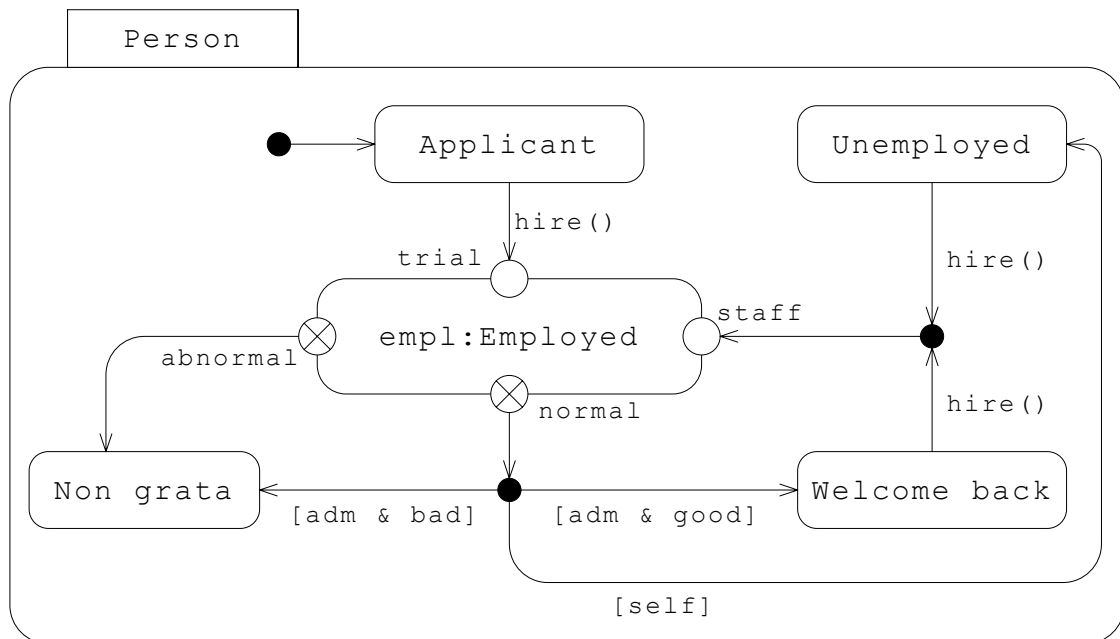 Person
Applicant
Unemployed
hire()
trial
hire()
staff
empl:Employed
abnormal
normal
hire()
Non grata
Welcome back
[adm & bad]
[adm & good]
[self]